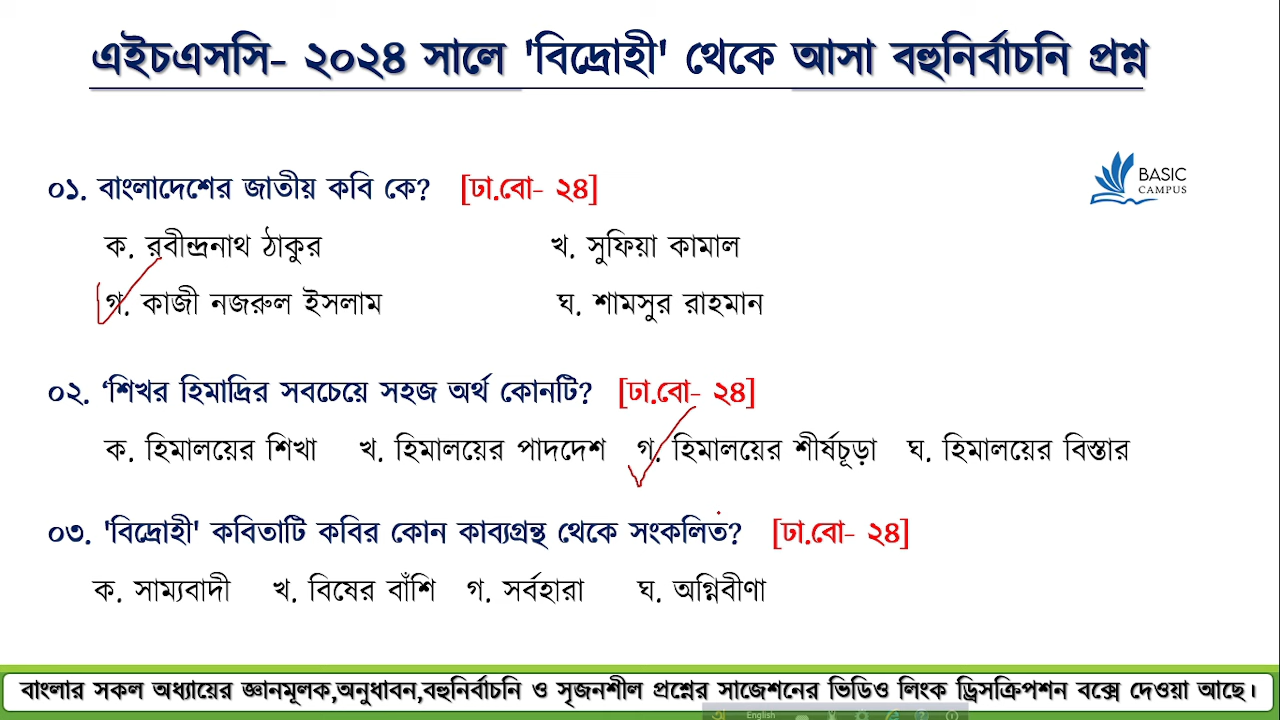 এইচএসসি- ২০২৪ সালে 'বিদ্রোহী' থেকে আসা বহুনির্বাচনি প্রশ্ন
BASIC
CAMPUS
০১. বাংলাদেশের জাতীয় কবি কে? [ঢা.বো- ২৪]
ক. রবীন্দ্রনাথ ঠাকুর খ. সুফিয়া কামাল
গ. কাজী নজরুল ইসলাম ঘ. শামসুর রাহমান
০২. ‘শিখর হিমাদ্রির সবচেয়ে সহজ অর্থ কোনটি? [ঢা.বো- ২৪]
ক. হিমালয়ের শিখা খ. হিমালয়ের পাদদেশ গ. হিমালয়ের শীর্ষচূড়া ঘ. হিমালয়ের বিস্তার
০৩. 'বিদ্রোহী' কবিতাটি কবির কোন কাব্যগ্রন্থ থেকে সংকলিত? [ঢা.বো- ২৪]
ক. সাম্যবাদী খ. বিষের বাঁশি গ. সর্বহারা ঘ. অগ্নিবীণা
বাংলার সকল অধ্যায়ের জ্ঞানমূলক,অনুধাবন,বহুনির্বাচনি ও সৃজনশীল প্রশ্নের সাজেশনের ভিডিও লিংক ড্রিসক্রিপশন বক্সে দেওয়া আছে।
English